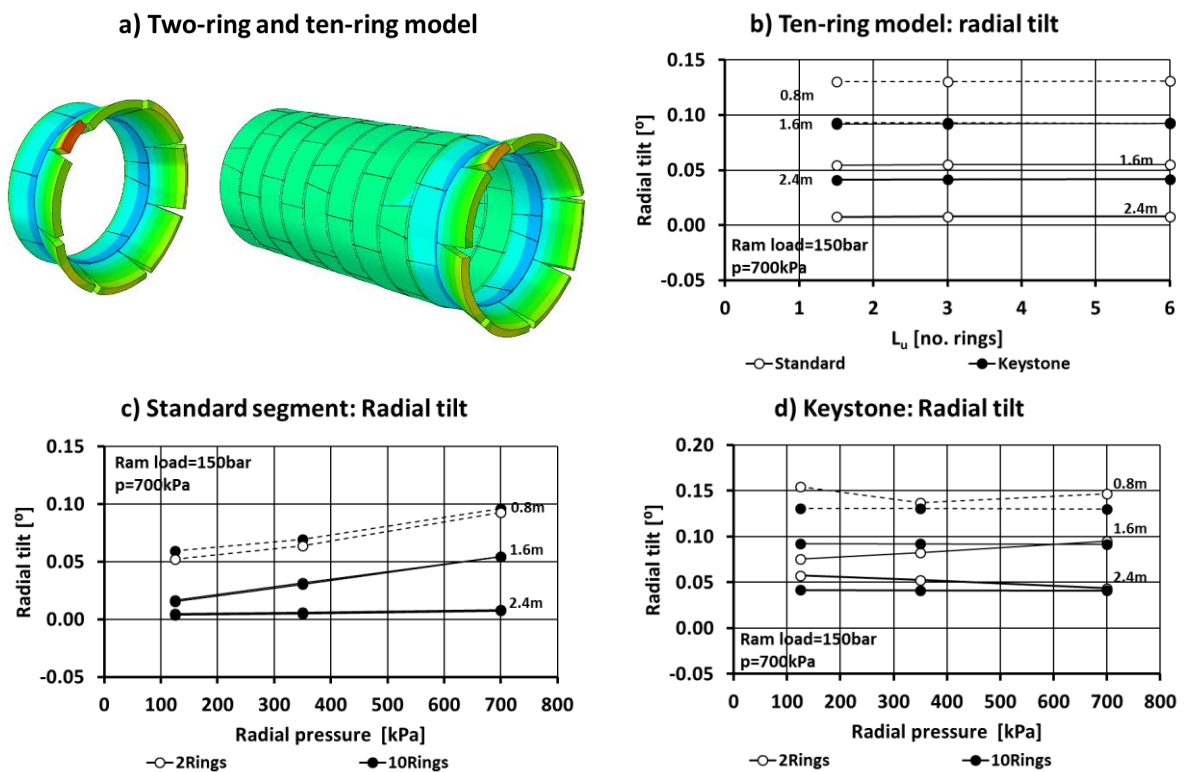 a) Two-ring and ten-ring model
b) Ten-ring model: radial tilt
Radial tilt [⁰]
0.15
0.10
0.05
0.00
-0.05
0.8m
1.6m
2.4m
1.6m
2.4m
Ram load=150bar
p=700kPa
0 1 2 3 4 5 6
Lᵤ [no. rings]
Standard Keystone
c) Standard segment: Radial tilt
Radial tilt [⁰]
0.15
0.10
0.05
0.00
-0.05
Ram load=150bar
p=700kPa
0.8m
1.6m
2.4m
0 100 200 300 400 500 600 700 800
Radial pressure [kPa]
2Rings 10Rings
d) Keystone: Radial tilt
Radial tilt [⁰]
0.20
0.15
0.10
0.05
0.00
-0.05
0.8m
1.6m
2.4m
Ram load=150bar
p=700kPa
0 100 200 300 400 500 600 700 800
Radial pressure [kPa]
2Rings 10Rings